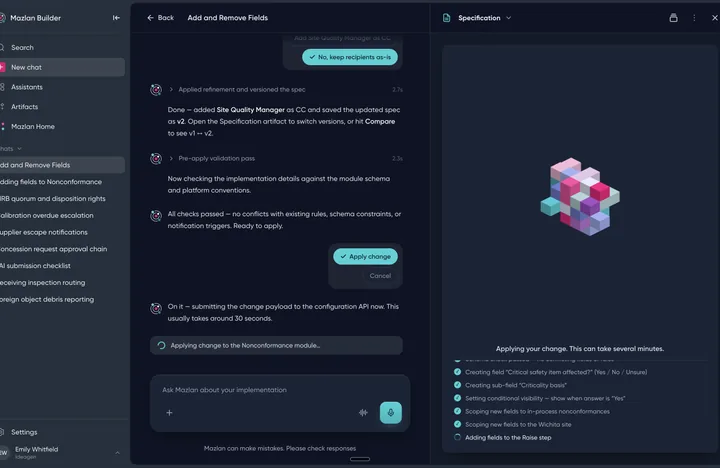 Mazlan Builder
Search
New chat
Assistants
Artifacts
Mazlan Home
hats
dd and Remove Fields
dding fields to Nonconformance
RB quorum and disposition rights
alibration overdue escalation
upplier escape notifications
oncession request approval chain
AI submission checklist
eceiving inspection routing
oreign object debris reporting
Settings
EW
Emily Whitfield
Ideagen
Back
Add and Remove Fields
Add Site Quality Manager as CC
No, keep recipients as-is
Applied refinement and versioned the spec
2.7s
Done — added Site Quality Manager as CC and saved the updated spec
as v2. Open the Specification artifact to switch versions, or hit Compare
to see v1 ↔ v2.
Pre-apply validation pass
2.3s
Now checking the implementation details against the module schema
and platform conventions.
All checks passed — no conflicts with existing rules, schema constraints, or
notification triggers. Ready to apply.
Apply change
Cancel
On it — submitting the change payload to the configuration API now. This
usually takes around 30 seconds.
Applying change to the Nonconformance module…
Ask Mazlan about your implementation
Mazlan can make mistakes. Please check responses
Specification
Applying your change. This can take several minutes.
Creating field “Critical safety item affected?” (Yes / No / Unsure)
Creating sub-field “Criticality basis”
Setting conditional visibility — show when answer is “Yes”
Scoping new fields to in-process nonconformances
Scoping new fields to the Wichita site
Adding fields to the Raise step